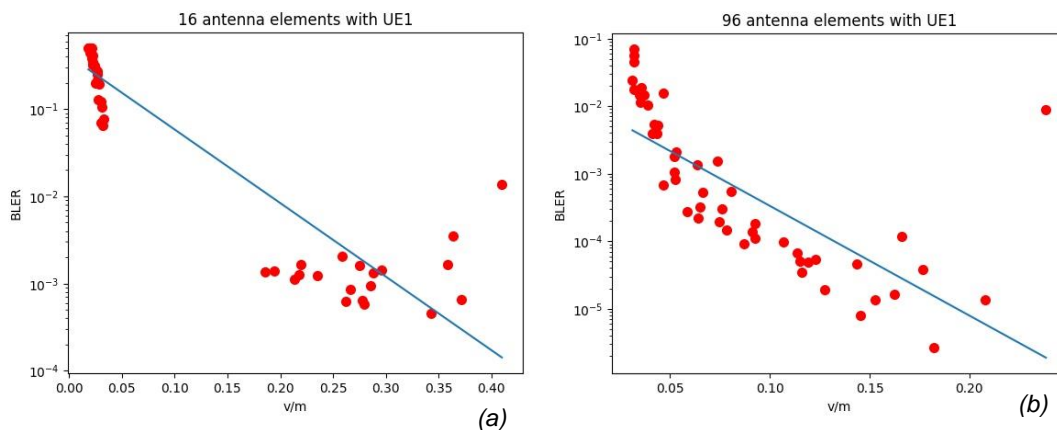 16 antenna elements with UE1
BLER
10⁻¹
10⁻²
10⁻³
10⁻⁴
0.00 0.05 0.10 0.15 0.20 0.25 0.30 0.35 0.40
v/m
(a)
96 antenna elements with UE1
BLER
10⁻¹
10⁻²
10⁻³
10⁻⁴
10⁻⁵
0.05 0.10 0.15 0.20
v/m
(b)